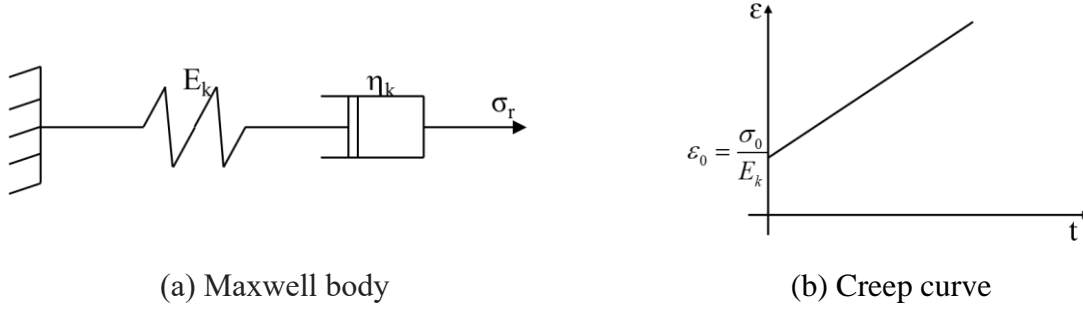 E_k
η_k
σ_r
(a) Maxwell body
ε
ε_0 = σ_0 / E_k
t
(b) Creep curve